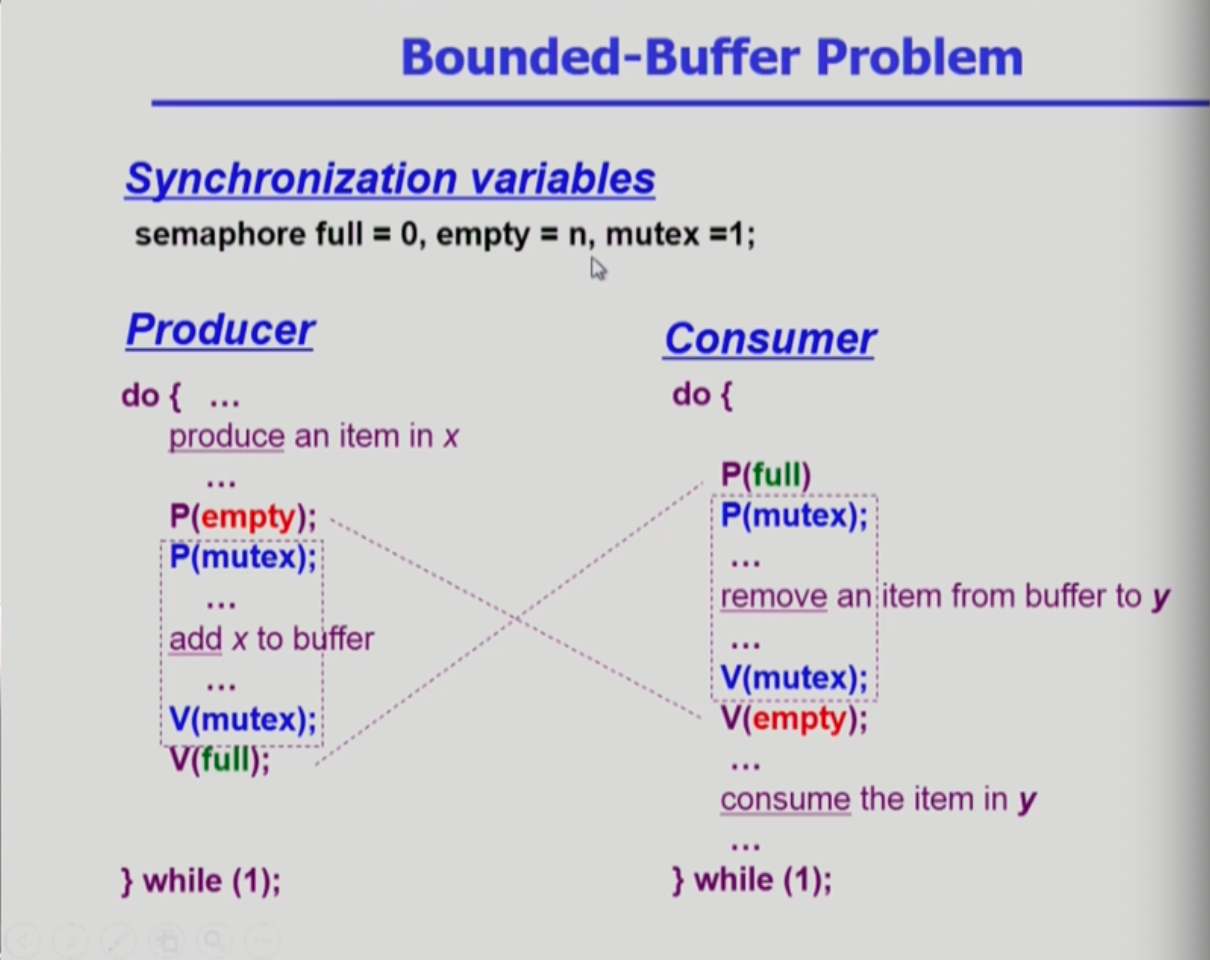 Bounded-Buffer Problem
Synchronization variables
semaphore full = 0, empty = n, mutex =1;
Producer
do { ...
produce an item in x
...
P(empty);
P(mutex);
...
add x to buffer
...
V(mutex);
V(full);
} while (1);
Consumer
do {
P(full)
P(mutex);
...
remove an item from buffer to y
...
V(mutex);
V(empty);
...
consume the item in y
...
} while (1);